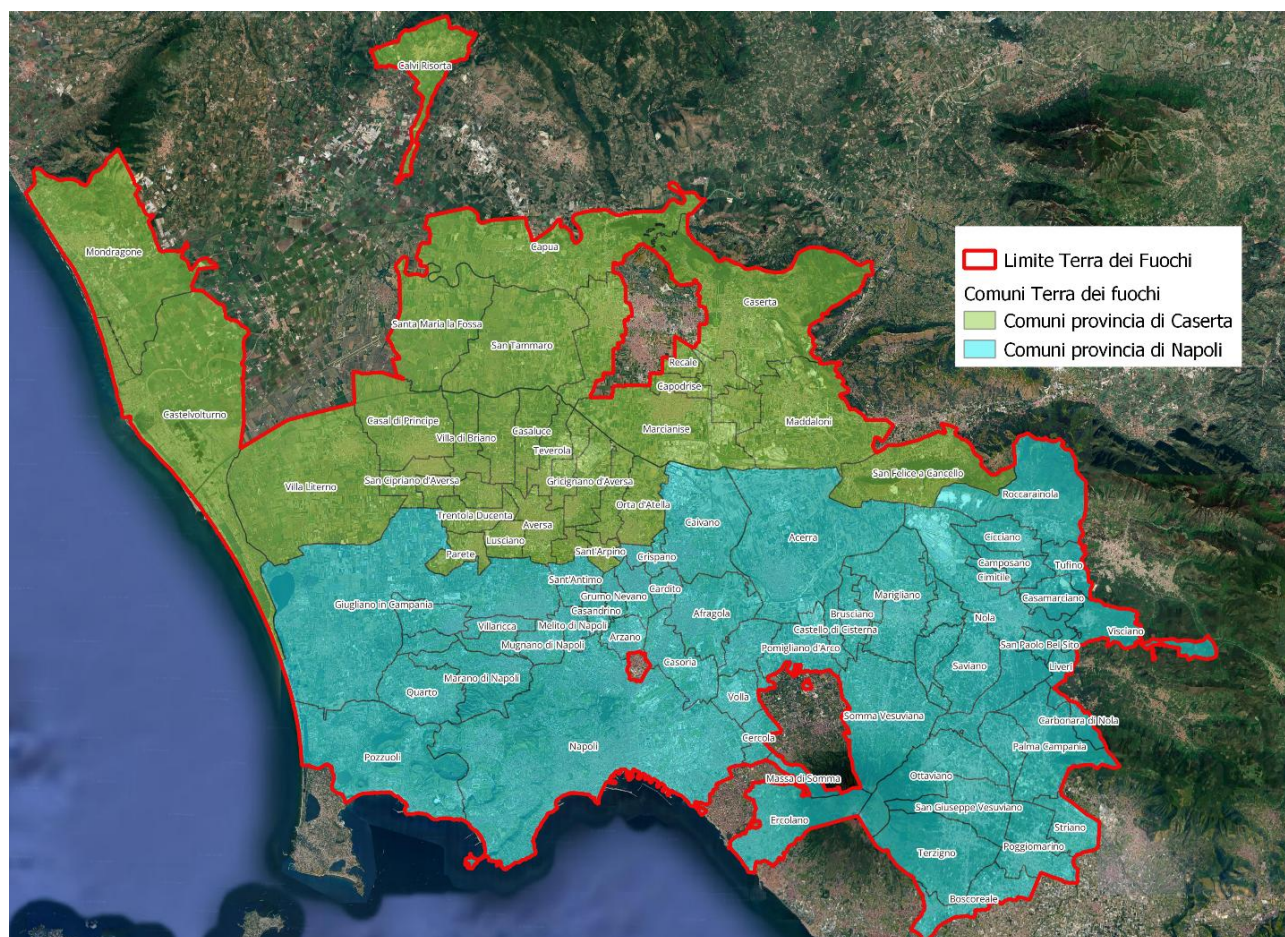 Calvi Risorta
Mondragone
Capua
Limite Terra dei Fuochi
Comuni Terra dei fuochi
Comuni provincia di Caserta
Comuni provincia di Napoli
Caserta
Santa Maria la Fossa
San Tammaro
Recale
Capodrise
Castelvolturno
Casal di Principe
Villa di Briano
Casaluce
Marcianise
Maddaloni
Teverola
San Felice a Cancello
Villa Literno
San Cipriano d'Aversa
Gricignano d'Aversa
Roccarainola
Orta d'Atella
Trentola Ducenta
Aversa
Caivano
Acerra
Cicciano
Lusciano
Parete
Sant'Arpino
Crispano
Camposano
Tufino
Cimitile
Sant'Antimo
Cardito
Grumo Nevano
Marigliano
Casamarciano
Giugliano in Campania
Casandrino
Afragola
Brusciano
Nola
Villaricca
Melito di Napoli
Castello di Cisterna
Visciano
Arzano
Mugnano di Napoli
Pomigliano d'Arco
San Paolo Bel Sito
Casoria
Saviano
Liveri
Marano di Napoli
Quarto
Volla
Somma Vesuviana
Carbonara di Nola
Cercola
Napoli
Palma Campania
Pozzuoli
Massa di Somma
Ottaviano
San Giuseppe Vesuviano
Ercolano
Striano
Poggiomarino
Terzigno
Boscoreale